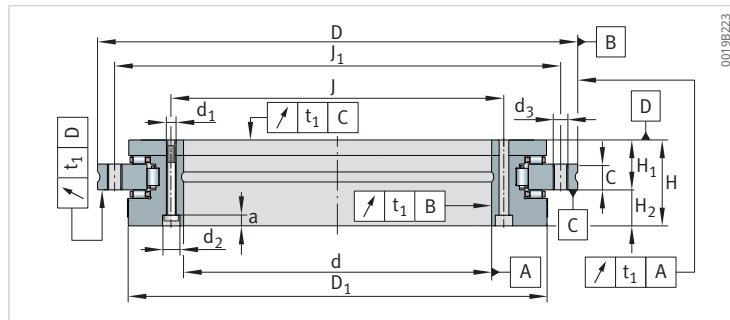 D
B
0019B223
J₁
J
d₁
t₁ C
d₃
D
t₁ D
C
H₁
H
H₂
t₁ B
a
C
d₂
d
A
t₁ A
D₁